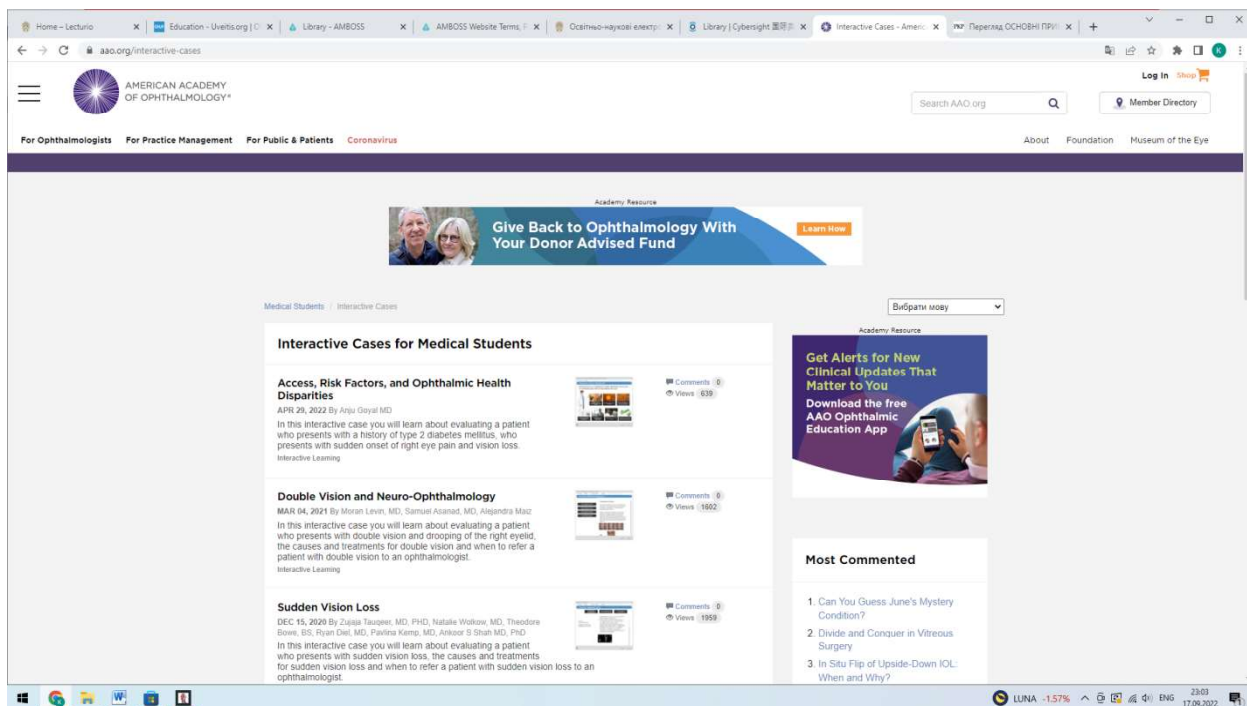 Home – Lecturio
Education - Uveitis.org | O
Library - AMBOSS
AMBOSS Website Terms, F
Освітньо-наукові електро
Library | Cybersight
Interactive Cases - Americ
Перегляд ОСНОВНІ ПРИ
aao.org/interactive-cases
AMERICAN ACADEMY
OF OPHTHALMOLOGY®
Log In Shop
Search AAO.org
Member Directory
For Ophthalmologists For Practice Management For Public & Patients Coronavirus
About Foundation Museum of the Eye
Academy Resource
Give Back to Ophthalmology With
Your Donor Advised Fund
Learn How
Medical Students / Interactive Cases
Вибрати мову
Interactive Cases for Medical Students
Access, Risk Factors, and Ophthalmic Health
Disparities
APR 29, 2022 By Anju Goyal MD
In this interactive case you will learn about evaluating a patient
who presents with a history of type 2 diabetes mellitus, who
presents with sudden onset of right eye pain and vision loss.
Interactive Learning
Comments 0
Views 639
Double Vision and Neuro-Ophthalmology
MAR 04, 2021 By Moran Levin, MD, Samuel Asanad, MD, Alejandra Maiz
In this interactive case you will learn about evaluating a patient
who presents with double vision and drooping of the right eyelid,
the causes and treatments for double vision and when to refer a
patient with double vision to an ophthalmologist.
Interactive Learning
Comments 0
Views 1602
Sudden Vision Loss
DEC 15, 2020 By Zujaja Tauqeer, MD, PHD, Natalie Wolkow, MD, Theodore
Bowe, BS, Ryan Diel, MD, Pavlina Kemp, MD, Ankoor S Shah MD, PhD
In this interactive case you will learn about evaluating a patient
who presents with sudden vision loss, the causes and treatments
for sudden vision loss and when to refer a patient with sudden vision loss to an
ophthalmologist.
Comments 0
Views 1959
Academy Resource
Get Alerts for New
Clinical Updates That
Matter to You
Download the free
AAO Ophthalmic
Education App
Most Commented
1. Can You Guess June's Mystery
Condition?
2. Divide and Conquer in Vitreous
Surgery
3. In Situ Flip of Upside-Down IOL:
When and Why?
LUNA -1.57%
ENG
23:03
17.09.2022